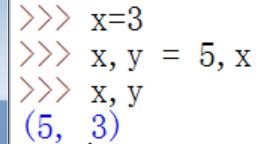 >>> x=3
>>> x, y = 5, x
>>> x, y
(5, 3)